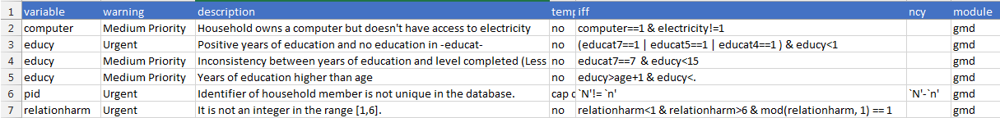 1 variable warning description temp iff ncy module
2 computer Medium Priority Household owns a computer but doesn't have access to electricity no computer==1 & electricity!=1 gmd
3 educy Urgent Positive years of education and no education in -educat- no (educat7==1 | educat5==1 | educat4==1 ) & educy<1 gmd
4 educy Medium Priority Inconsistency between years of education and level completed (Less no educat7==7 & educy<15 gmd
5 educy Medium Priority Years of education higher than age no educy>age+1 & educy<. gmd
6 pid Urgent Identifier of household member is not unique in the database. cap c `N'!= `n' `N'-`n' gmd
7 relationharm Urgent It is not an integer in the range [1,6]. no relationharm<1 & relationharm>6 & mod(relationharm, 1) == 1 gmd